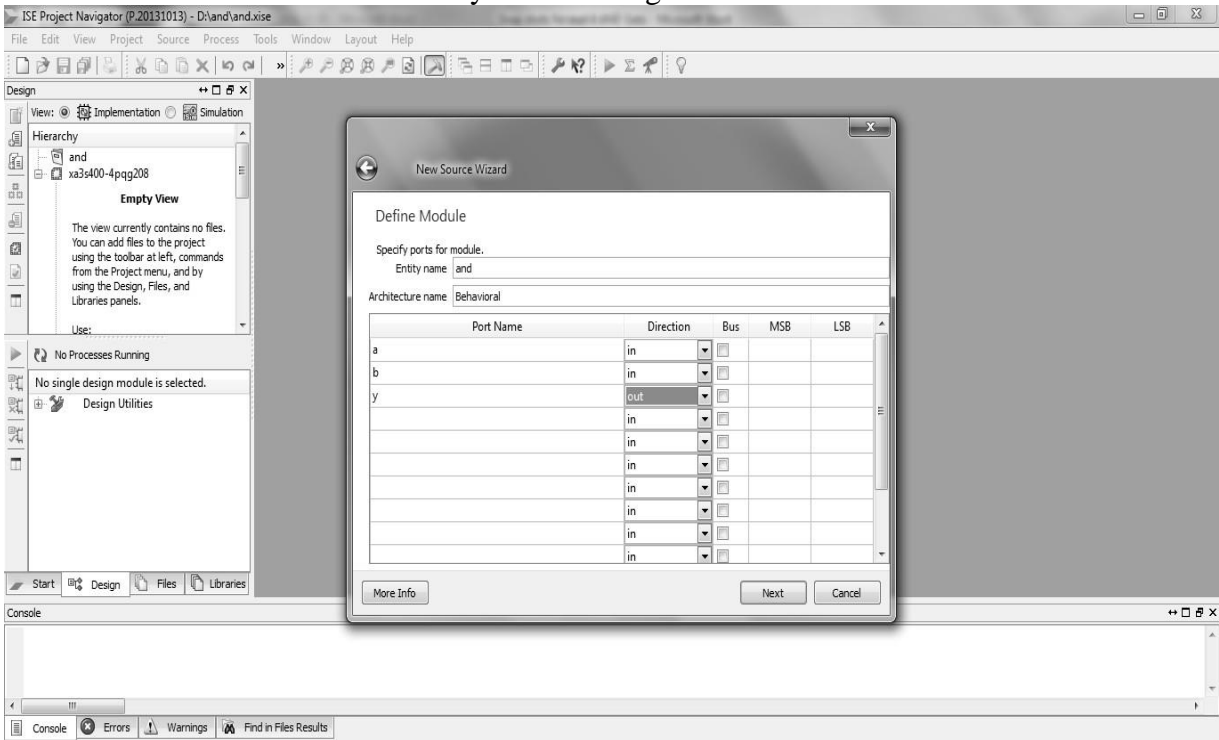 ISE Project Navigator (P.20131013) - D:\and\and.xise
File Edit View Project Source Process Tools Window Layout Help
Design
View: Implementation Simulation
Hierarchy
and
xa3s400-4pqg208
Empty View
The view currently contains no files.
You can add files to the project
using the toolbar at left, commands
from the Project menu, and by
using the Design, Files, and
Libraries panels.
Use:
No Processes Running
No single design module is selected.
Design Utilities
Start Design Files Libraries
New Source Wizard
Define Module
Specify ports for module.
Entity name and
Architecture name Behavioral
Port Name Direction Bus MSB LSB
a in
b in
y out
in
in
in
in
in
in
in
More Info Next Cancel
Console
Console Errors Warnings Find in Files Results